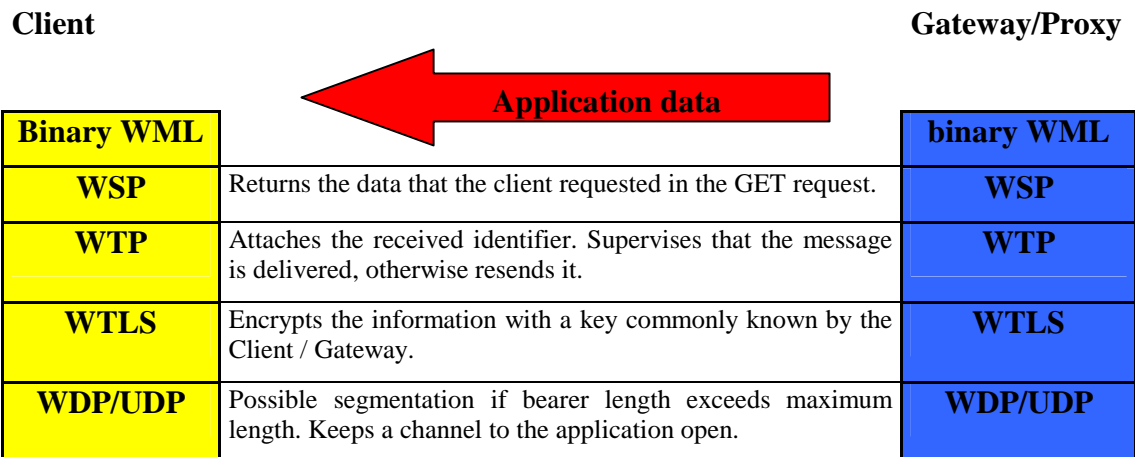 Client
Gateway/Proxy
Application data
Binary WML
binary WML
WSP
Returns the data that the client requested in the GET request.
WSP
WTP
Attaches the received identifier. Supervises that the message
is delivered, otherwise resends it.
WTP
WTLS
Encrypts the information with a key commonly known by the
Client / Gateway.
WTLS
WDP/UDP
Possible segmentation if bearer length exceeds maximum
length. Keeps a channel to the application open.
WDP/UDP